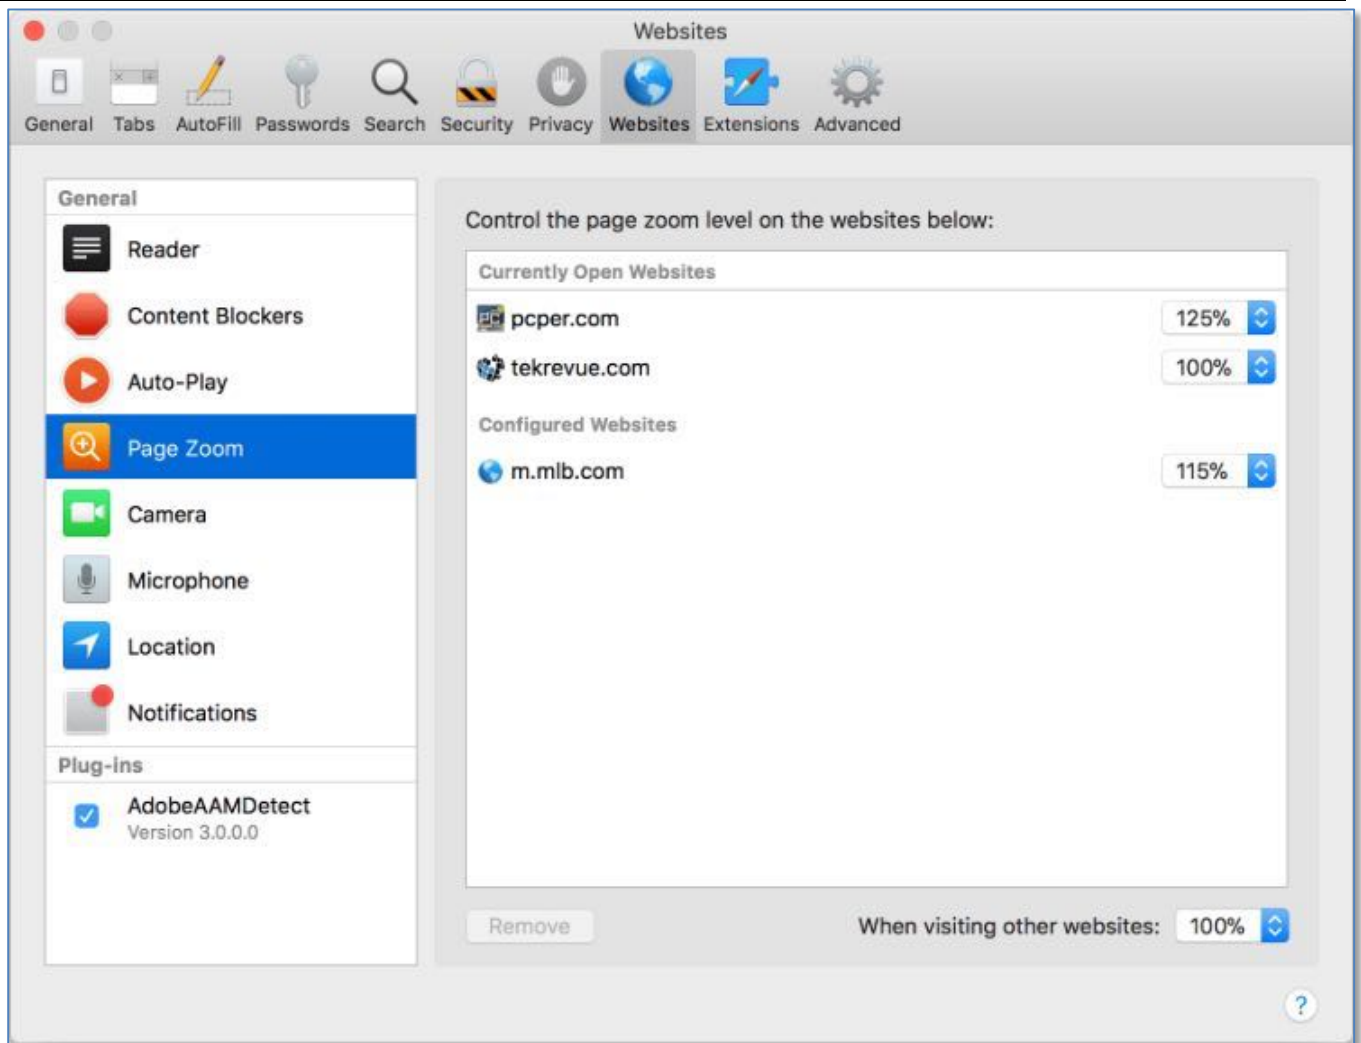 Websites
General Tabs AutoFill Passwords Search Security Privacy Websites Extensions Advanced
General
Reader
Content Blockers
Auto-Play
Page Zoom
Camera
Microphone
Location
Notifications
Plug-ins
AdobeAAMDetect
Version 3.0.0.0
Control the page zoom level on the websites below:
Currently Open Websites
pcper.com 125%
tekrevue.com 100%
Configured Websites
m.mlb.com 115%
Remove When visiting other websites: 100%
?